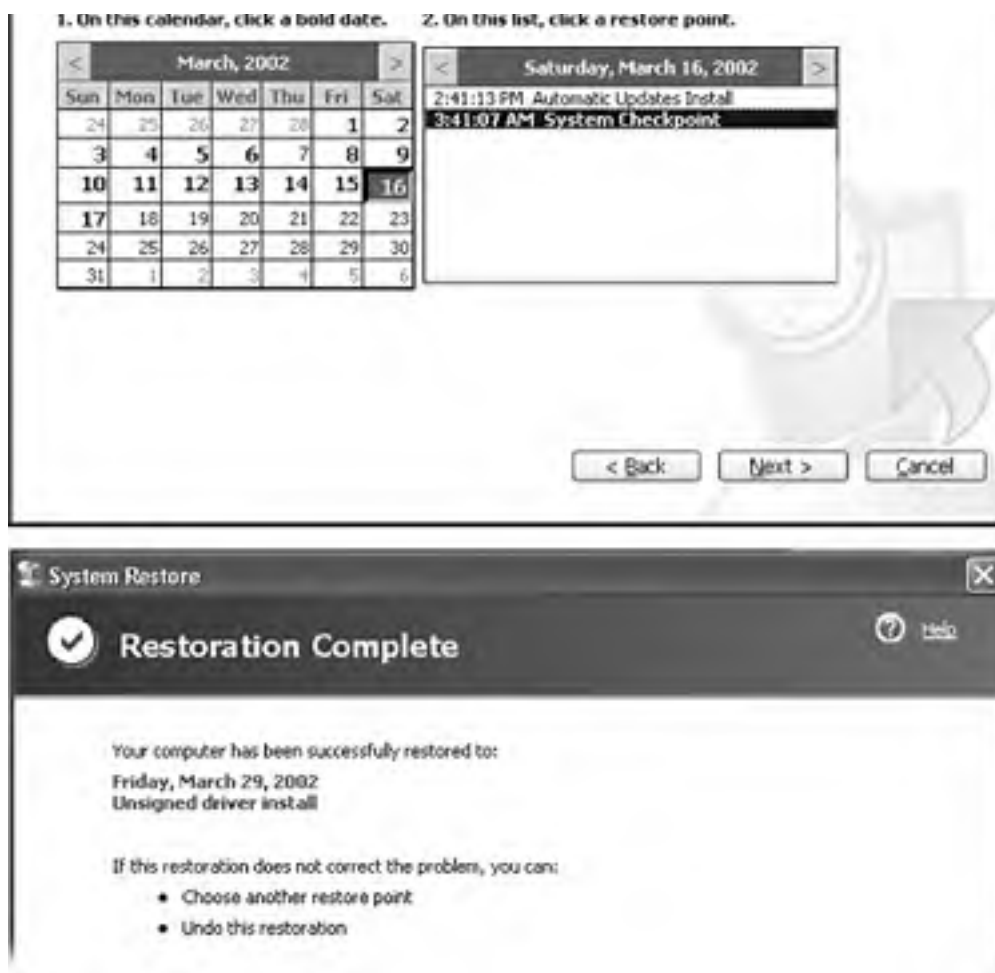 1. On this calendar, click a bold date.
2. On this list, click a restore point.
< March, 2002 >
Sun Mon Tue Wed Thu Fri Sat
24 25 26 27 28 1 2
3 4 5 6 7 8 9
10 11 12 13 14 15 16
17 18 19 20 21 22 23
24 25 26 27 28 29 30
31 1 2 3 4 5 6
< Saturday, March 16, 2002 >
2:41:13 PM Automatic Updates Install
3:41:07 AM System Checkpoint
< Back
Next >
Cancel
System Restore
Restoration Complete
Help
Your computer has been successfully restored to:
Friday, March 29, 2002
Unsigned driver install
If this restoration does not correct the problem, you can:
• Choose another restore point
• Undo this restoration